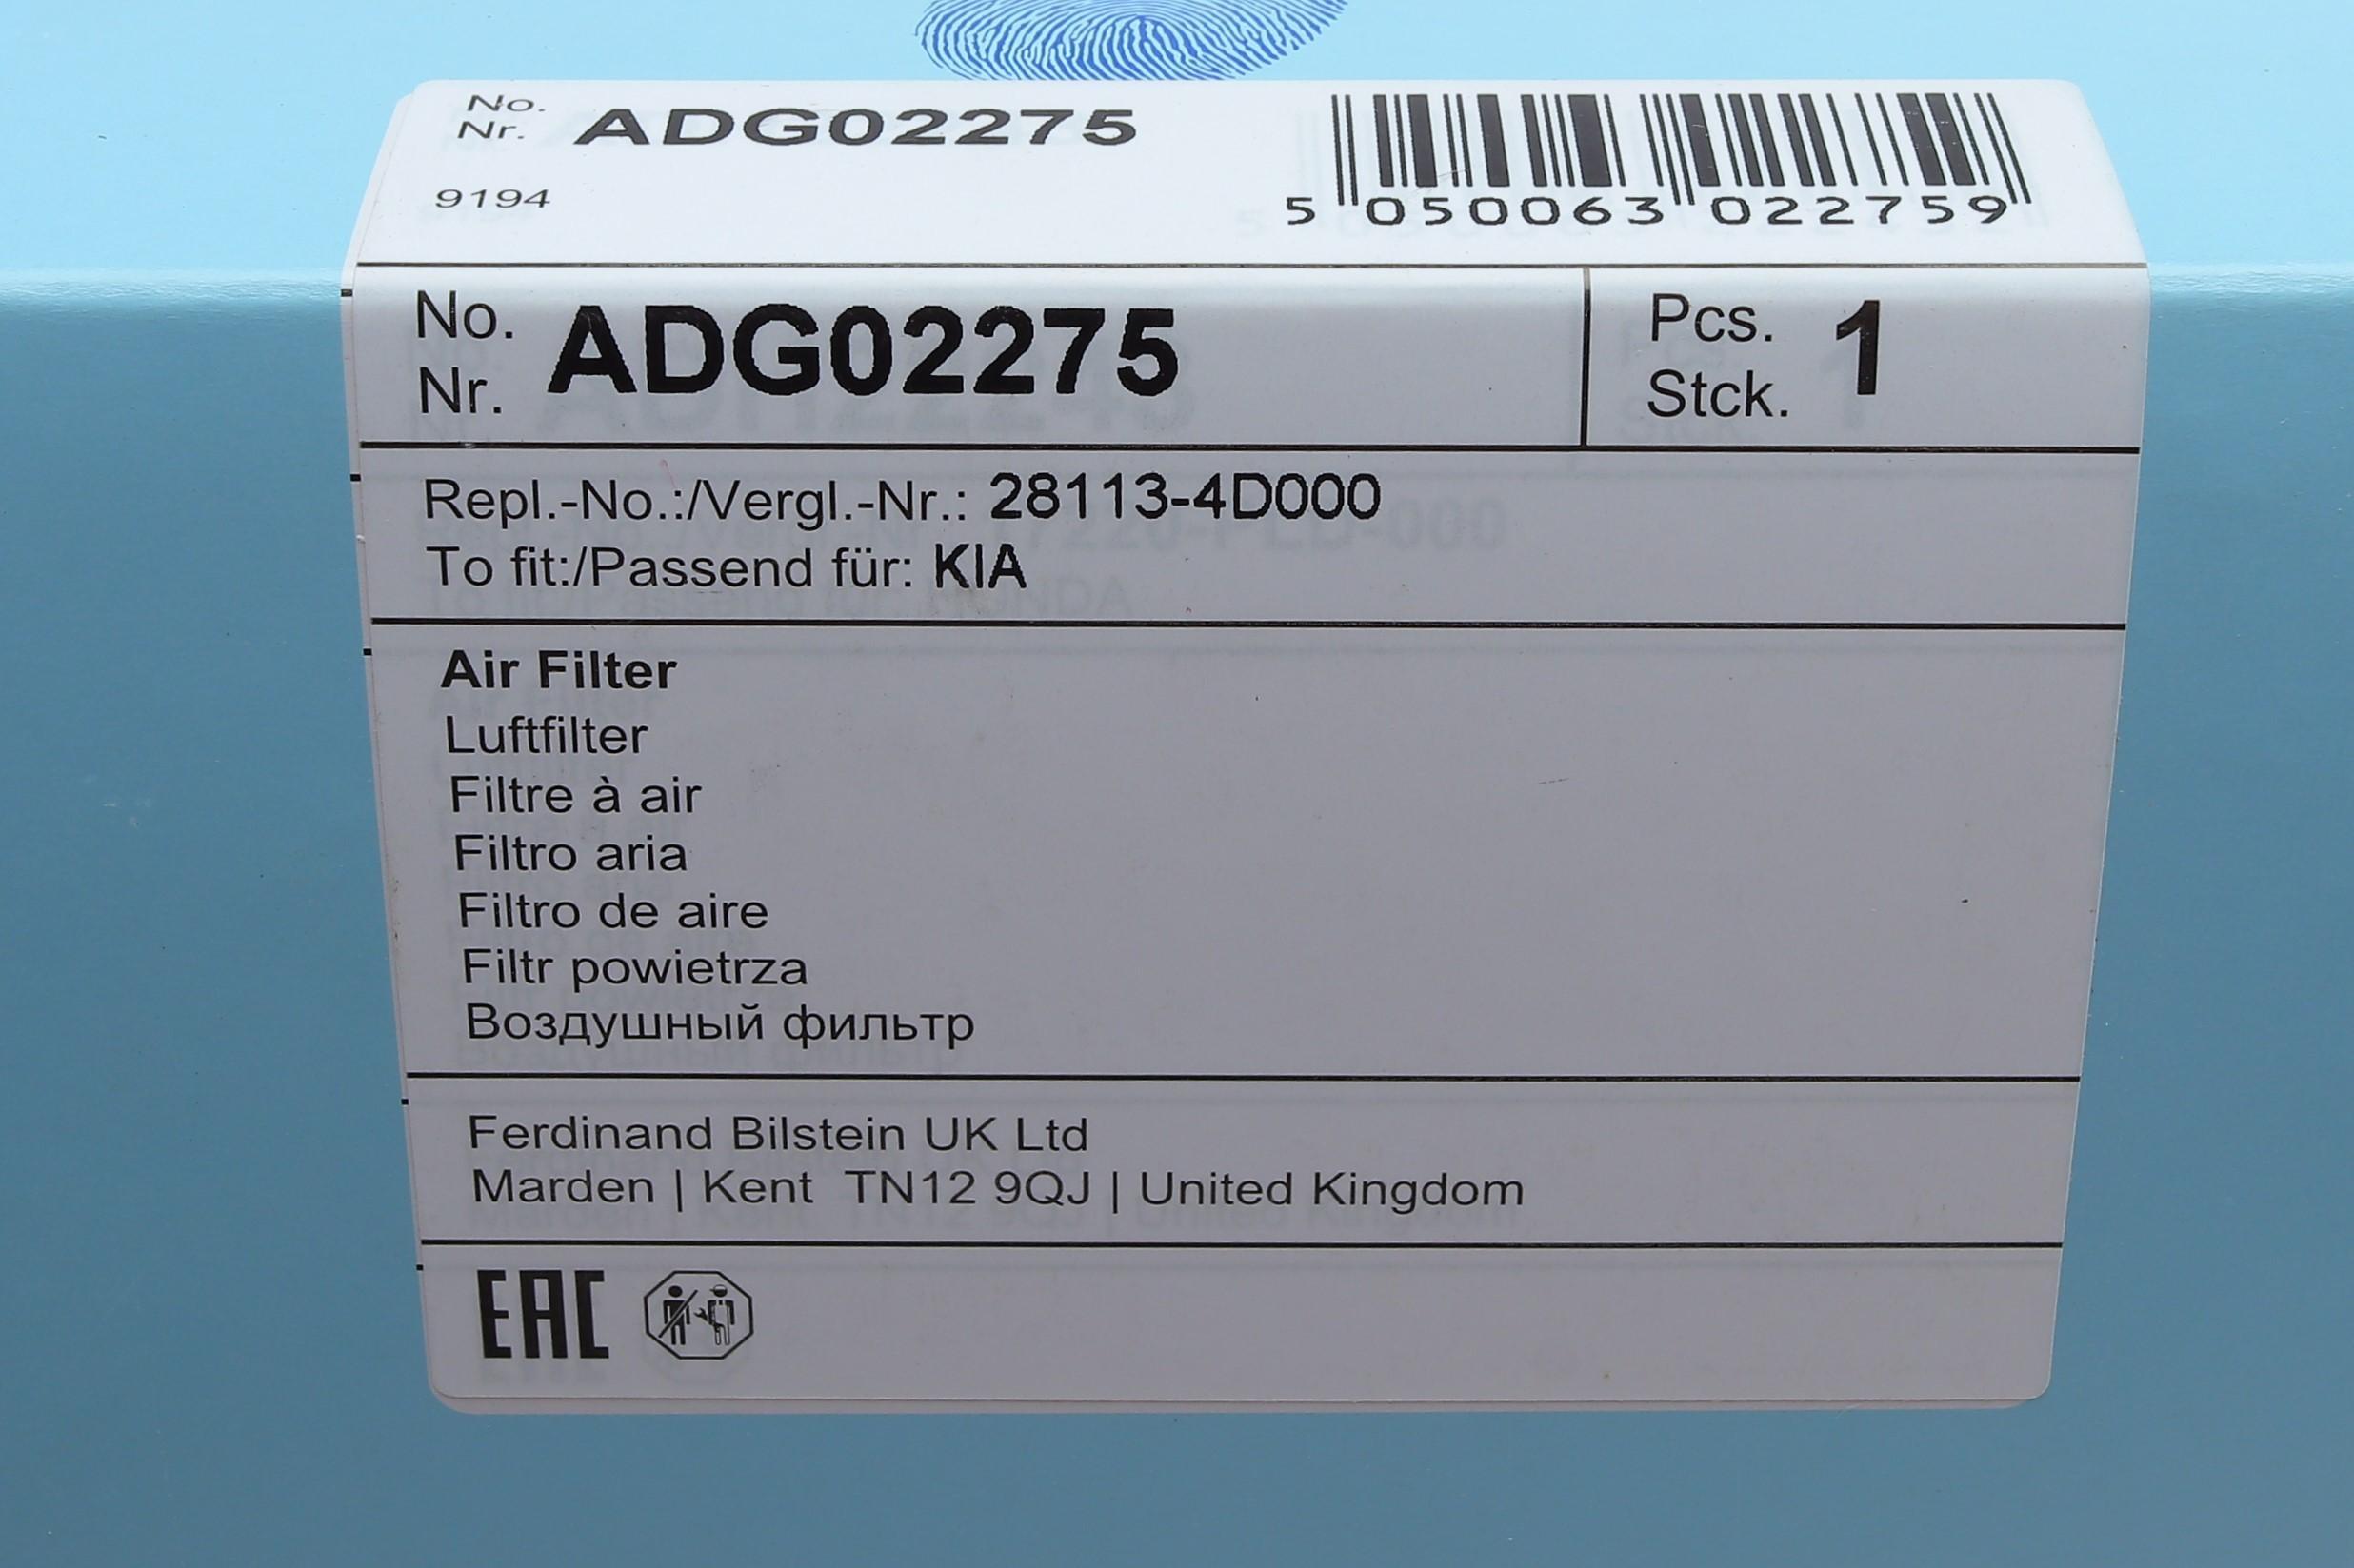 No.
Nr. ADG02275
9194
5 050063 022759
No.
Nr. ADG02275
Pcs.
Stck. 1
Repl.-No.:/Vergl.-Nr.: 28113-4D000
To fit:/Passend für: KIA
Air Filter
Luftfilter
Filtre à air
Filtro aria
Filtro de aire
Filtr powietrza
Воздушный фильтр
Ferdinand Bilstein UK Ltd
Marden | Kent TN12 9QJ | United Kingdom
EAC